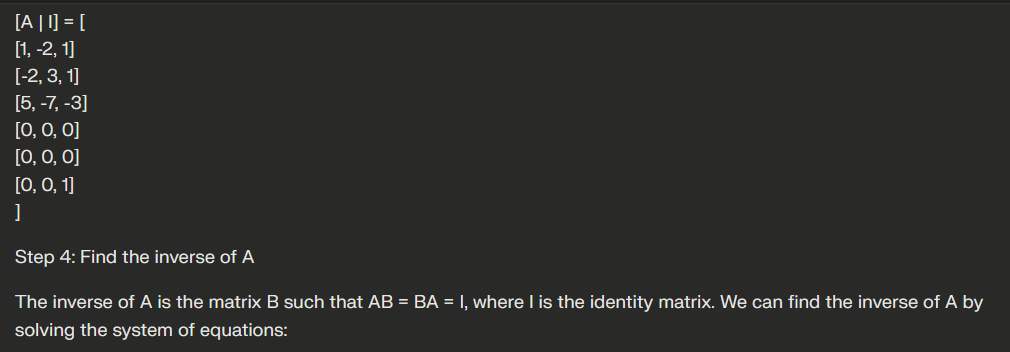 [A | I] = [
[1, -2, 1]
[-2, 3, 1]
[5, -7, -3]
[0, 0, 0]
[0, 0, 0]
[0, 0, 1]
]
Step 4: Find the inverse of A
The inverse of A is the matrix B such that AB = BA = I, where I is the identity matrix. We can find the inverse of A by
solving the system of equations: